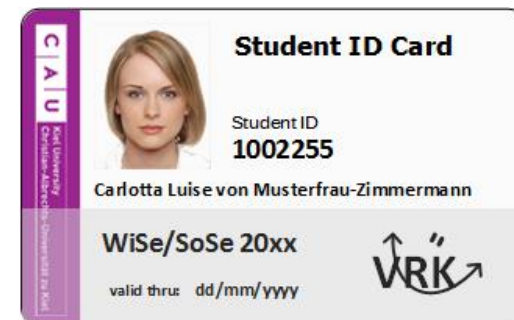 C|A|U
Kiel University
Christian-Albrechts-Universität zu Kiel
Student ID Card
Student ID
1002255
Carlotta Luise von Musterfrau-Zimmermann
WiSe/SoSe 20xx
valid thru: dd/mm/yyyy
VRK